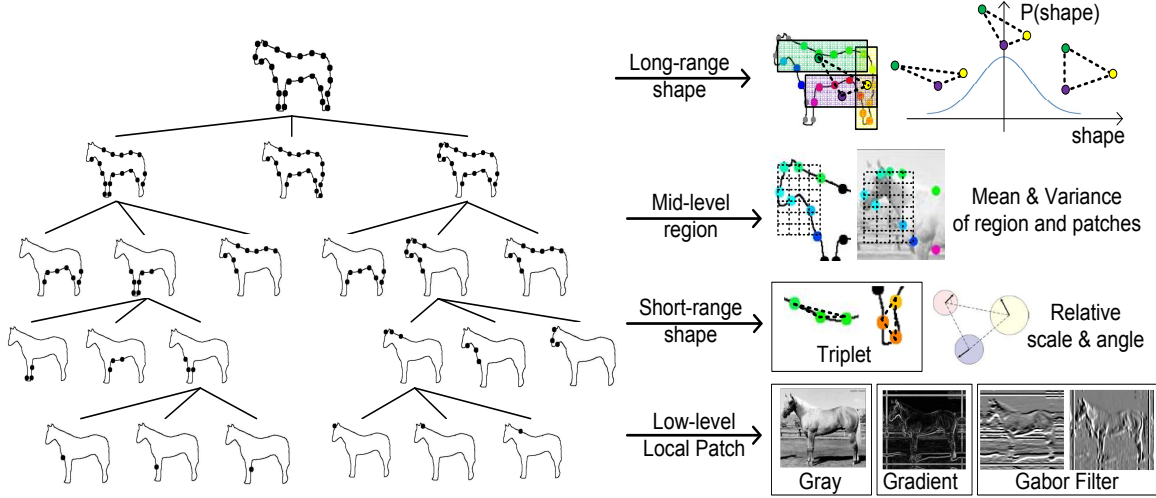 P(shape)
Long-range
shape
shape
Mid-level
region
Mean & Variance
of region and patches
Short-range
shape
Triplet
Relative
scale & angle
Low-level
Local Patch
Gray
Gradient
Gabor Filter